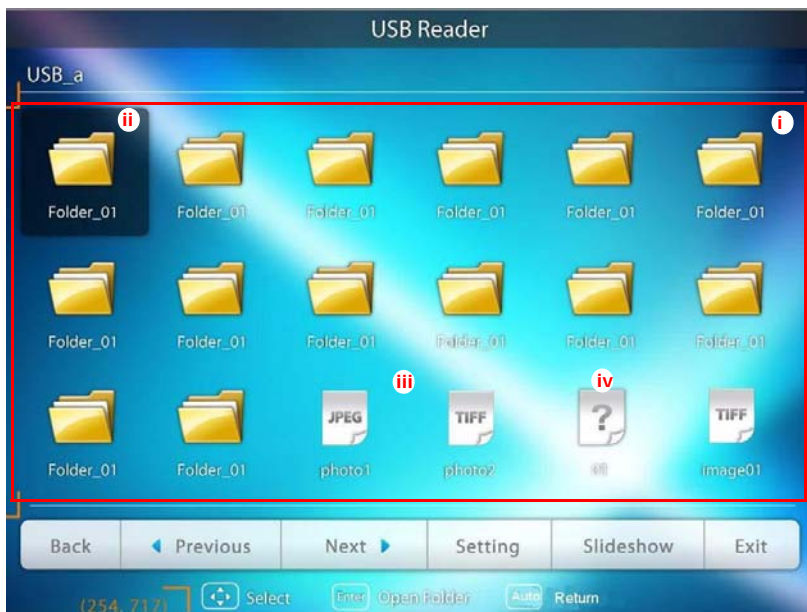 USB Reader
USB_a
ii i
Folder_01 Folder_01 Folder_01 Folder_01 Folder_01 Folder_01
Folder_01 Folder_01 Folder_01 Folder_01 Folder_01 Folder_01
iii iv
JPEG TIFF ? TIFF
Folder_01 Folder_01 photo1 photo2 01 image01
Back Previous Next Setting Slideshow Exit
(254, 717) Select Enter Open Folder Auto Return